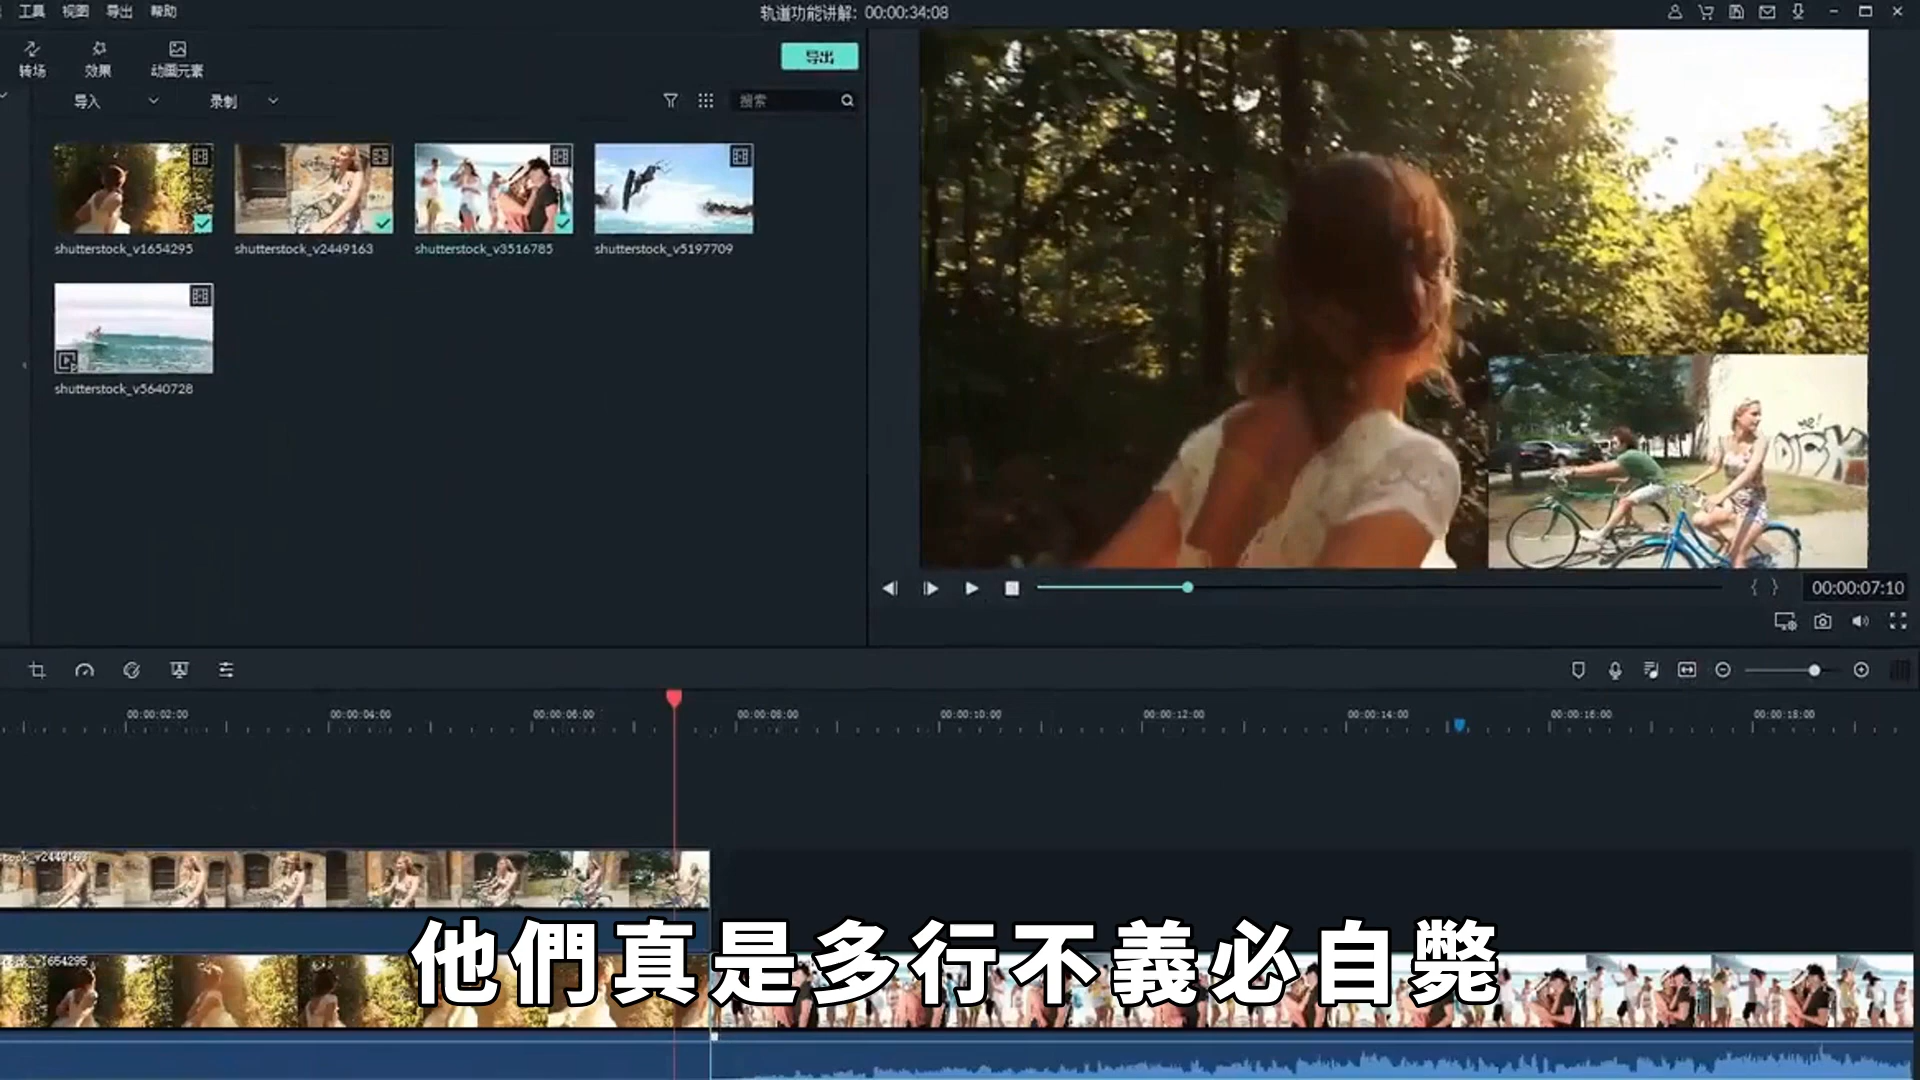 工具 视图 导出 帮助
轨道功能讲解: 00:00:34:08
转场 效果 动画元素
导出
导入 录制 搜索
shutterstock_v1654295 shutterstock_v2449163 shutterstock_v3516785 shutterstock_v5197709
shutterstock_v5640728
{ } 00:00:07:10
00:00:02:00 00:00:04:00 00:00:06:00 00:00:08:00 00:00:10:00 00:00:12:00 00:00:14:00 00:00:16:00 00:00:18:00
stock_v2449163
v1654295
他們真是多行不義必自斃